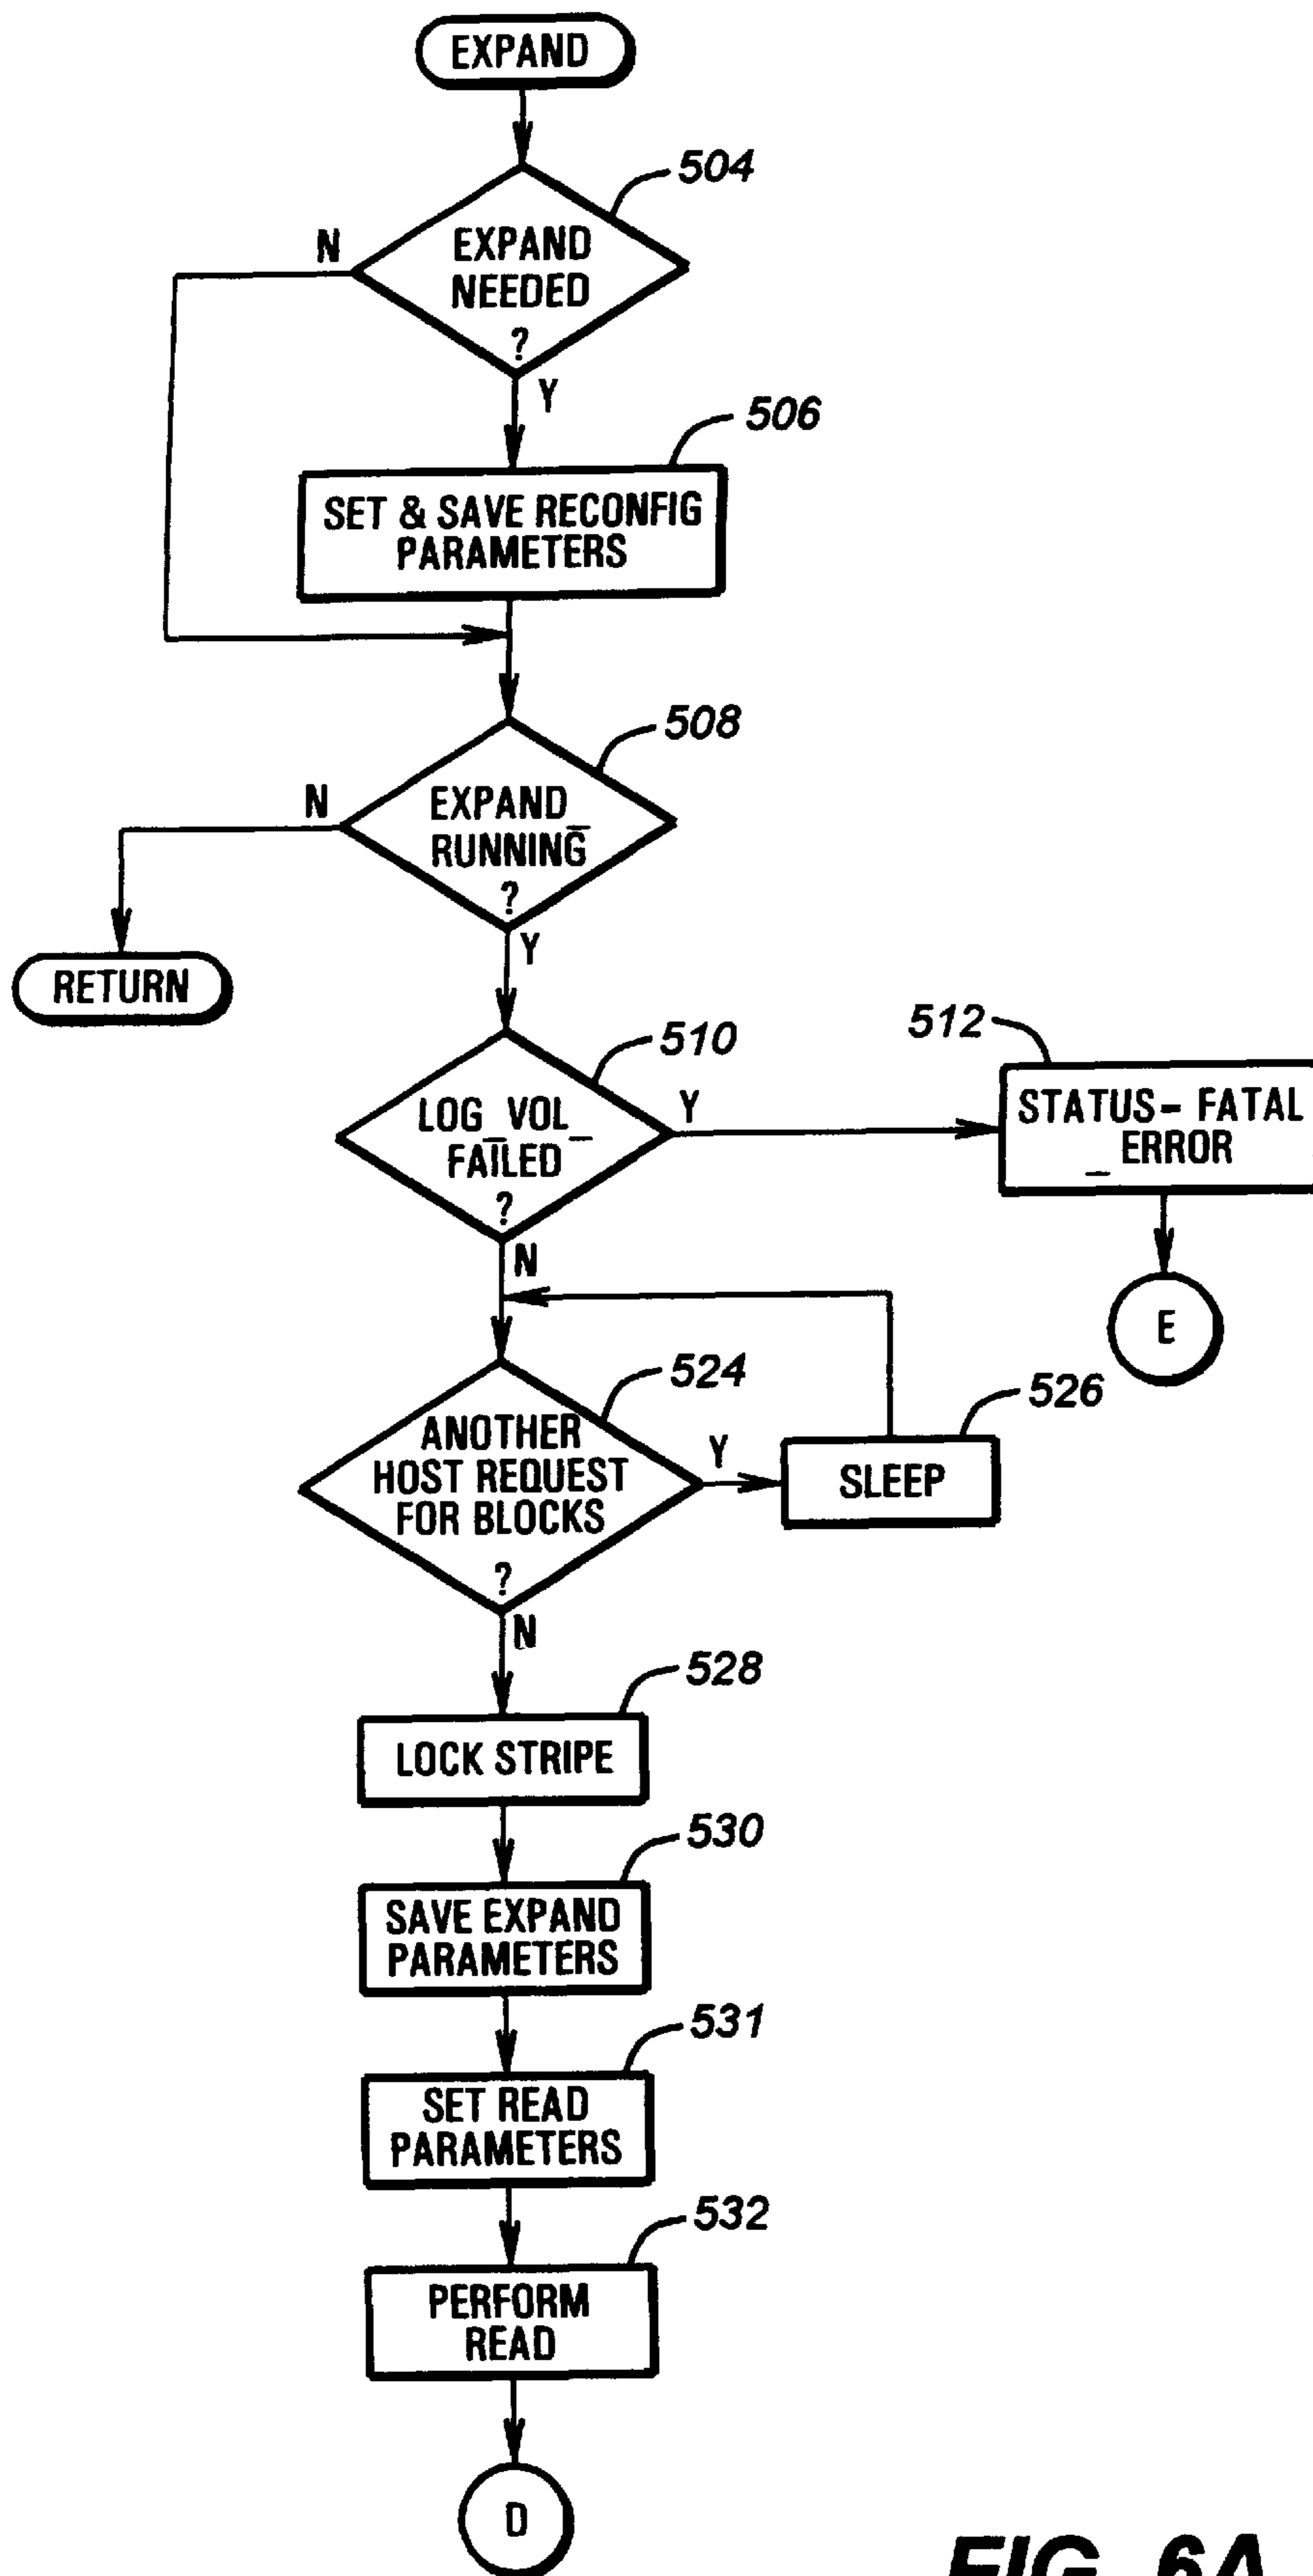 EXPAND
504
N
EXPAND
NEEDED
?
Y
506
SET & SAVE RECONFIG
PARAMETERS
508
N
EXPAND_
RUNNING
?
Y
RETURN
510
512
LOG_VOL_
FAILED
?
Y
STATUS = FATAL
_ERROR
N
E
524
526
ANOTHER
HOST REQUEST
FOR BLOCKS
?
Y
SLEEP
N
528
LOCK STRIPE
530
SAVE EXPAND
PARAMETERS
531
SET READ
PARAMETERS
532
PERFORM
READ
D
FIG. 6A